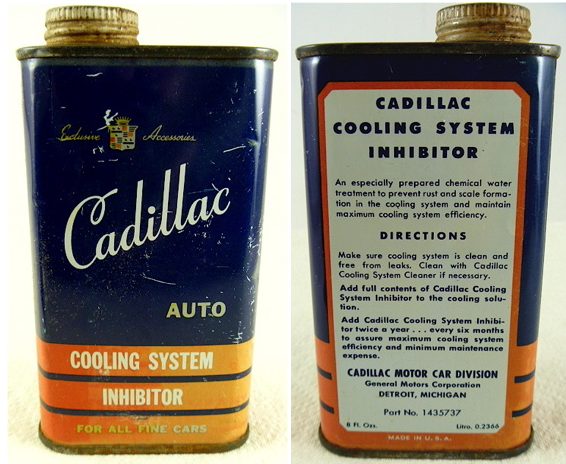 Exclusive Accessories
Cadillac
AUTO
COOLING SYSTEM
INHIBITOR
FOR ALL FINE CARS
CADILLAC
COOLING SYSTEM
INHIBITOR
An especially prepared chemical water
treatment to prevent rust and scale forma-
tion in the cooling system and maintain
maximum cooling system efficiency.
DIRECTIONS
Make sure cooling system is clean and
free from leaks. Clean with Cadillac
Cooling System Cleaner if necessary.
Add full contents of Cadillac Cooling
System Inhibitor to the cooling solu-
tion.
Add Cadillac Cooling System Inhibi-
tor twice a year . . . every six months
to assure maximum cooling system
efficiency and minimum maintenance
expense.
CADILLAC MOTOR CAR DIVISION
General Motors Corporation
DETROIT, MICHIGAN
Part No. 1435737
8 Fl. Ozs. Litro. 0.2366
MADE IN U. S. A.